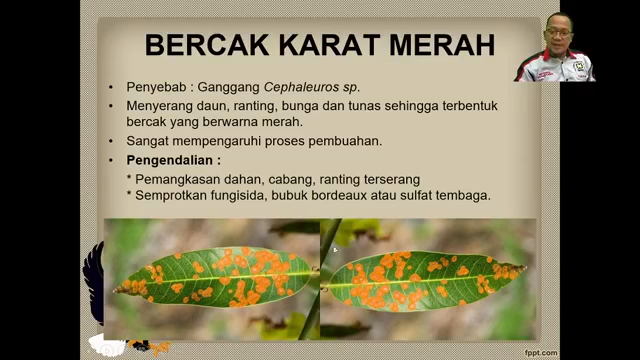 BERCAK KARAT MERAH
• Penyebab : Ganggang Cephaleuros sp.
• Menyerang daun, ranting, bunga dan tunas sehingga terbentuk
bercak yang berwarna merah.
• Sangat mempengaruhi proses pembuahan.
• Pengendalian :
* Pemangkasan dahan, cabang, ranting terserang
* Semprotkan fungisida, bubuk bordeaux atau sulfat tembaga.
fppt.com